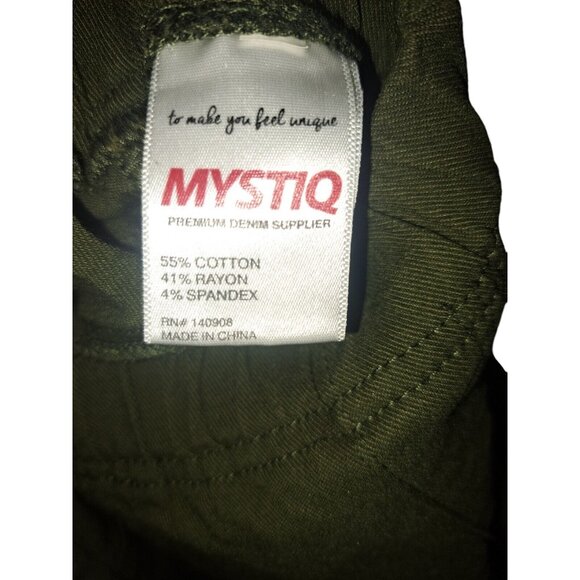 to make you feel unique
MYSTIQ
PREMIUM DENIM SUPPLIER
55% COTTON
41% RAYON
4% SPANDEX
RN# 140908
MADE IN CHINA